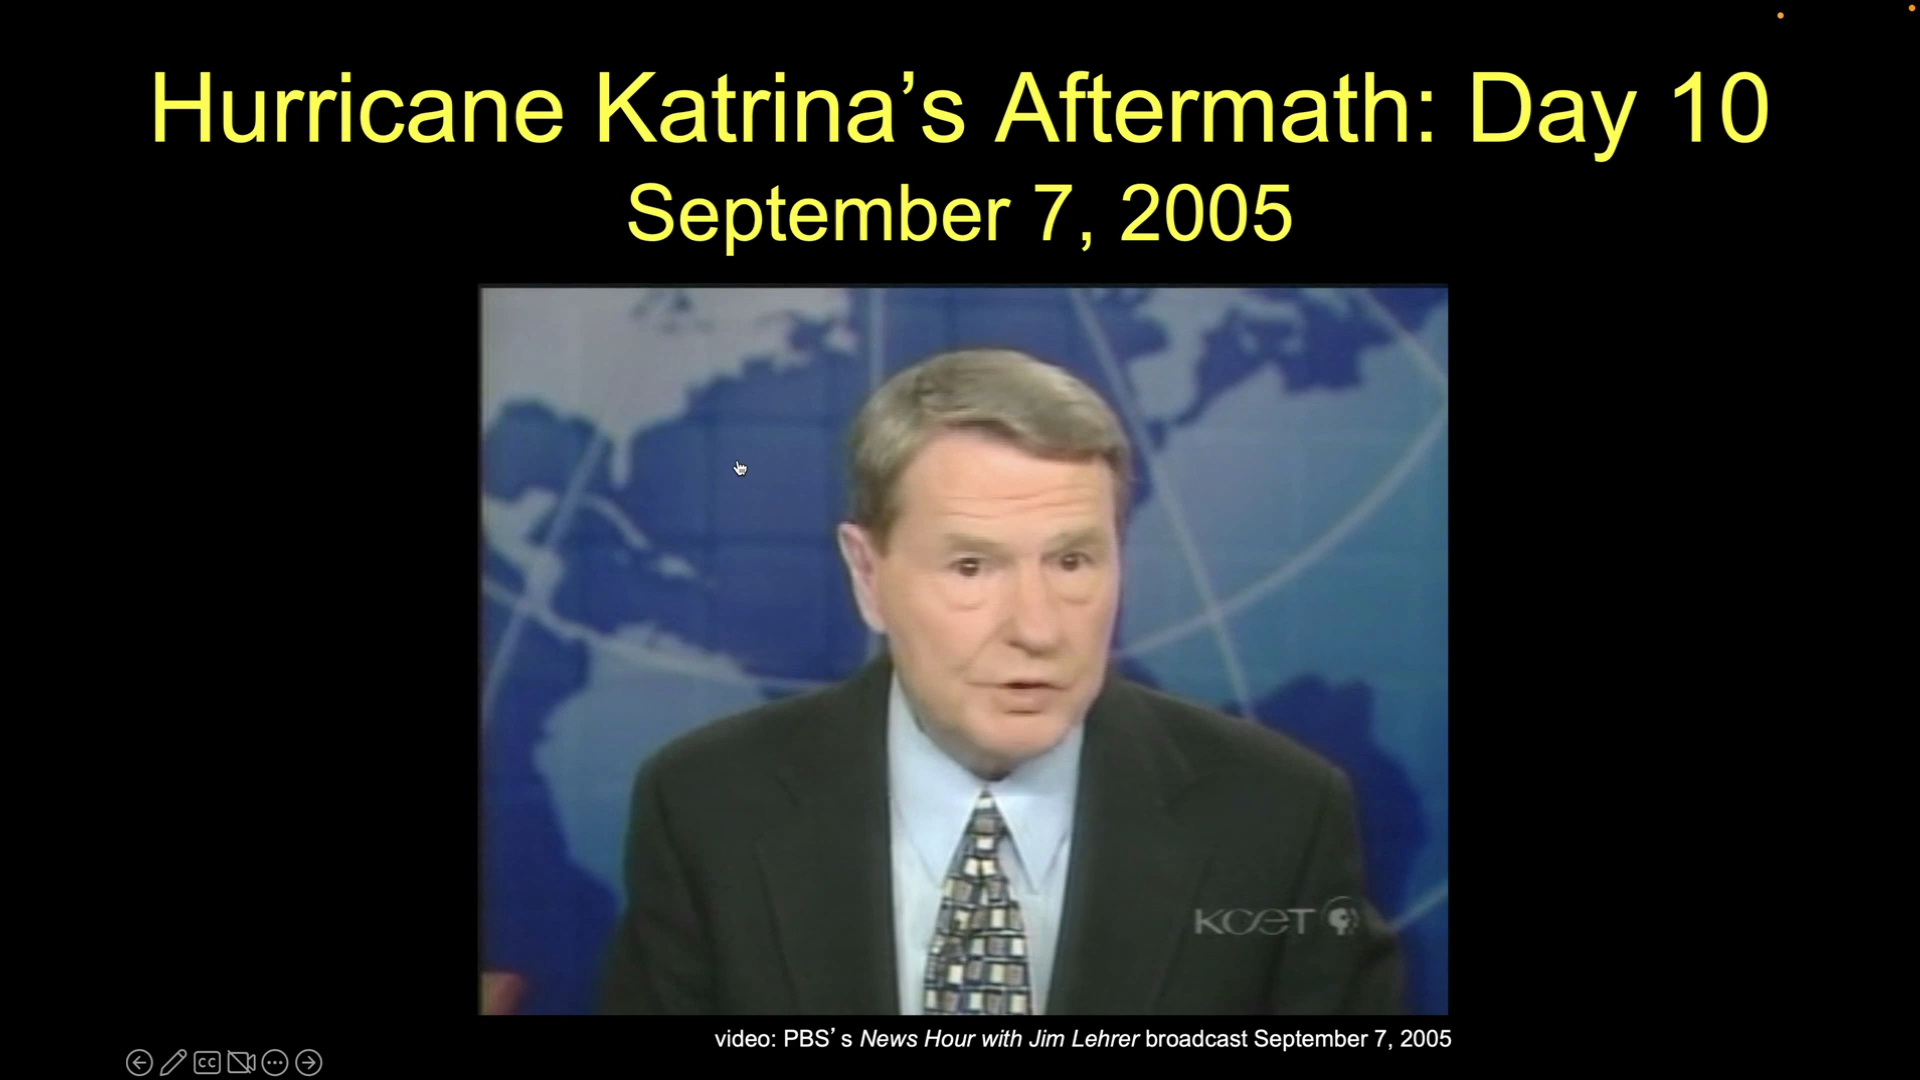 Hurricane Katrina’s Aftermath: Day 10
September 7, 2005
KCET
video: PBS’s News Hour with Jim Lehrer broadcast September 7, 2005
CC